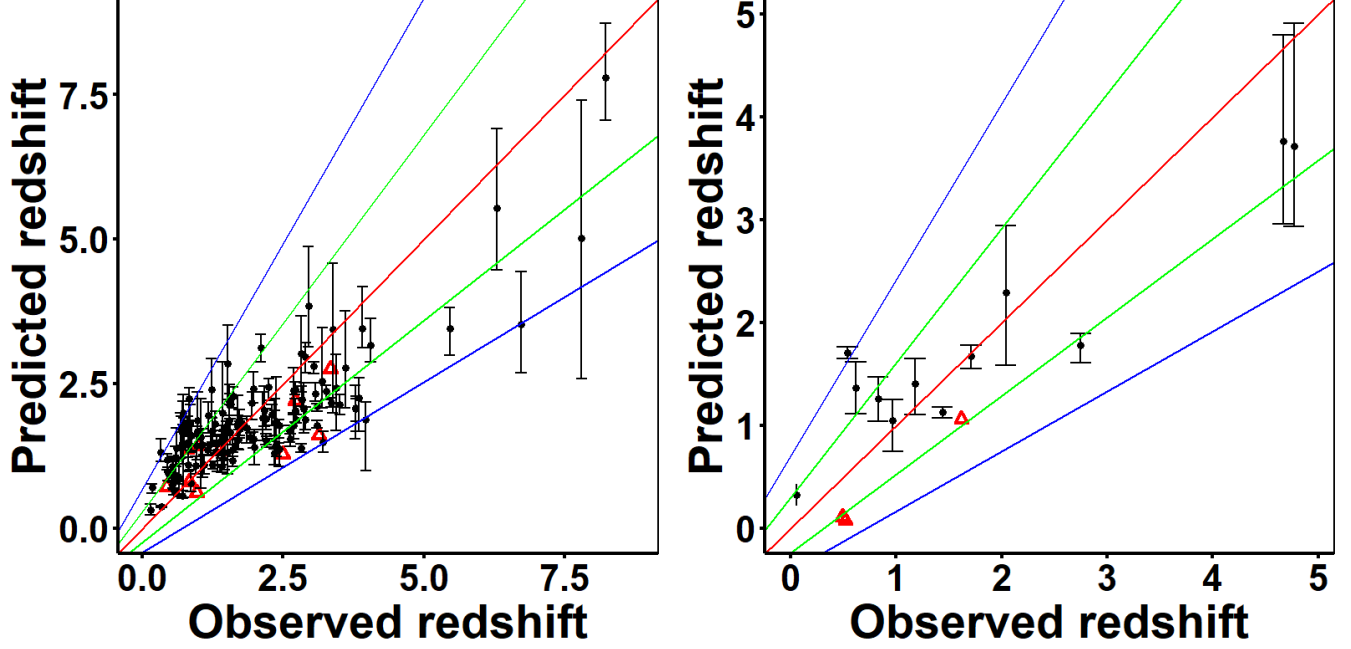 Predicted redshift
7.5
5.0
2.5
0.0
0.0 2.5 5.0 7.5
Observed redshift
Predicted redshift
5
4
3
2
1
0
0 1 2 3 4 5
Observed redshift